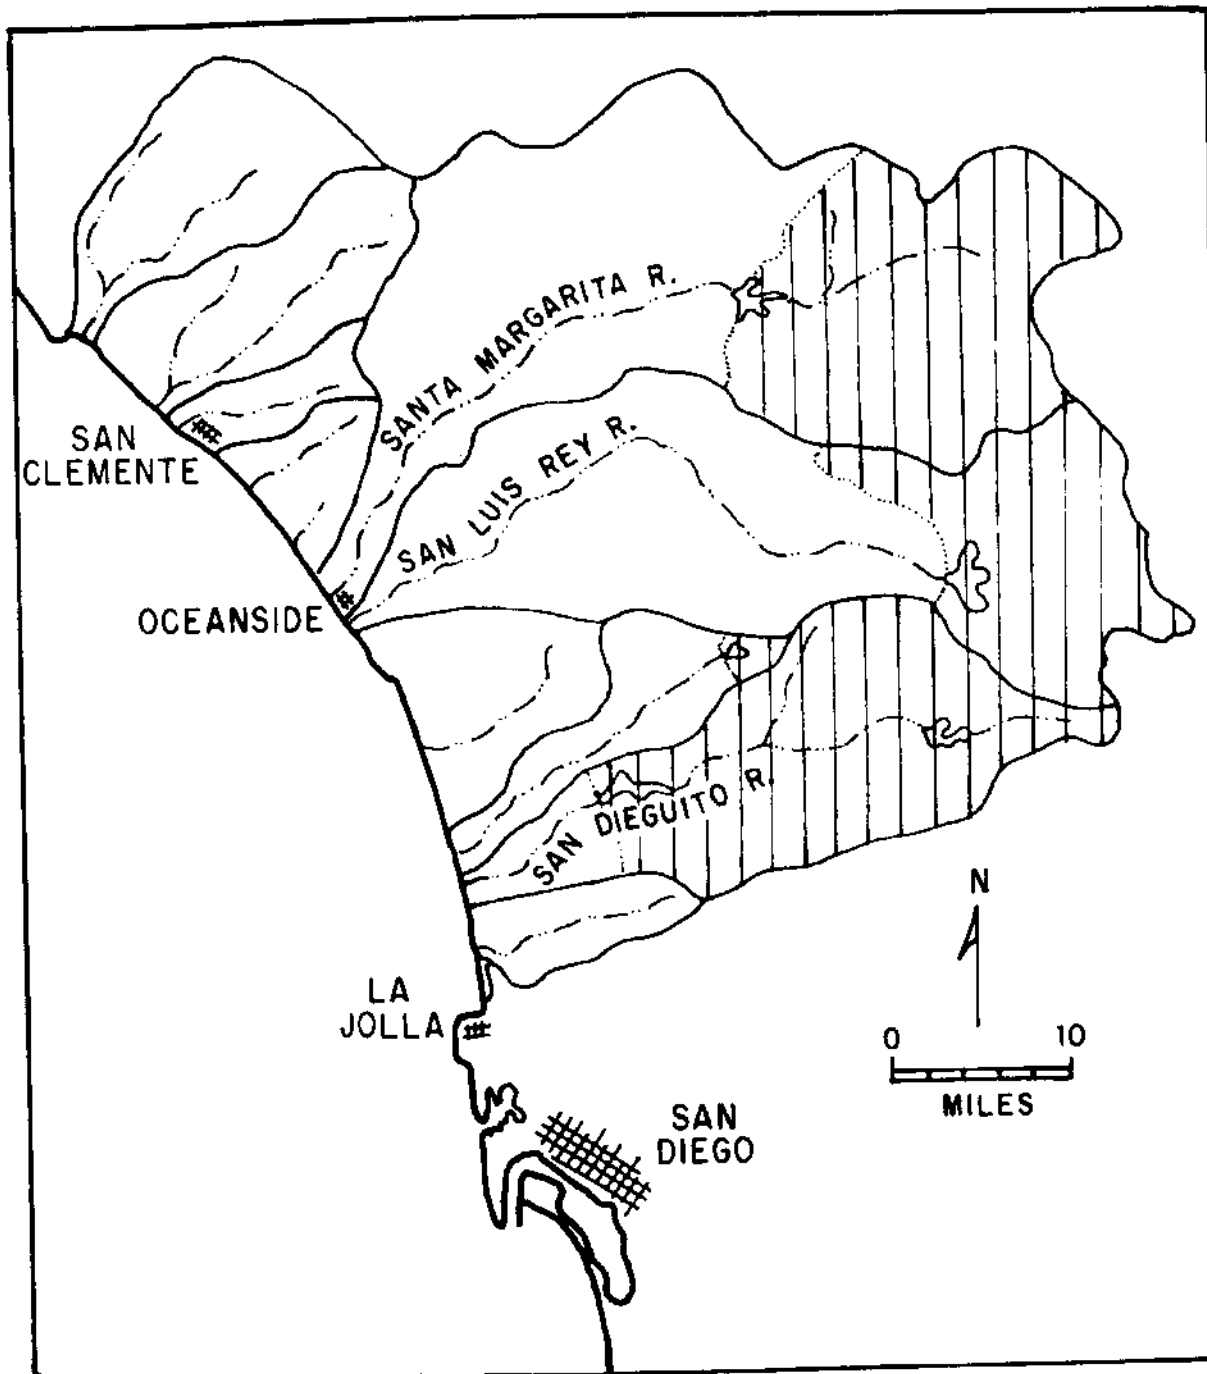 SANTA MARGARITA R.
SAN LUIS REY R.
SAN
CLEMENTE
OCEANSIDE
SAN DIEGUITO R.
N
LA
JOLLA
0 10
MILES
SAN
DIEGO